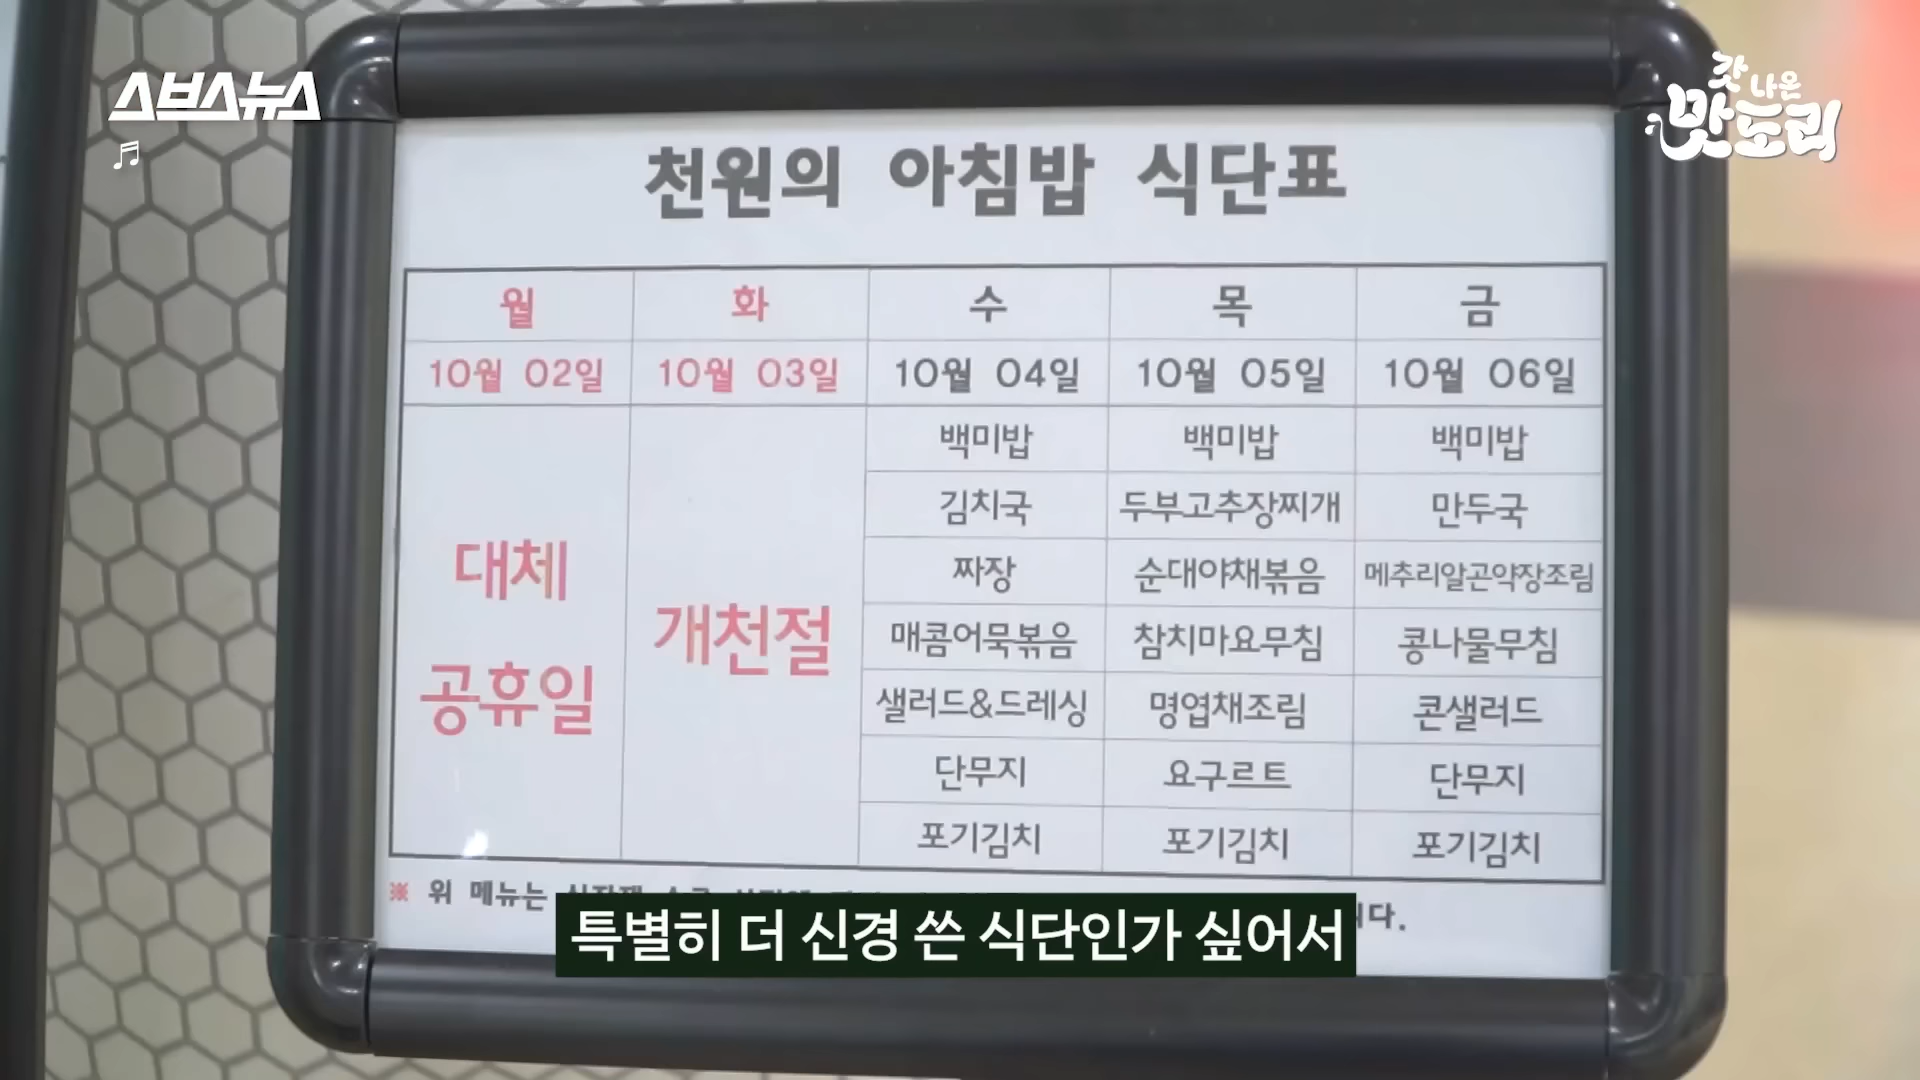 스브스뉴스
갓 나은
맛도리
천원의 아침밥 식단표
월 화 수 목 금
10월 02일 10월 03일 10월 04일 10월 05일 10월 06일
백미밥 백미밥 백미밥
김치국 두부고추장찌개 만두국
대체
공휴일
개천절
짜장 순대야채볶음 메추리알곤약장조림
매콤어묵볶음 참치마요무침 콩나물무침
샐러드&드레싱 명엽채조림 콘샐러드
단무지 요구르트 단무지
포기김치 포기김치 포기김치
※ 위 메뉴는
특별히 더 신경 쓴 식단인가 싶어서